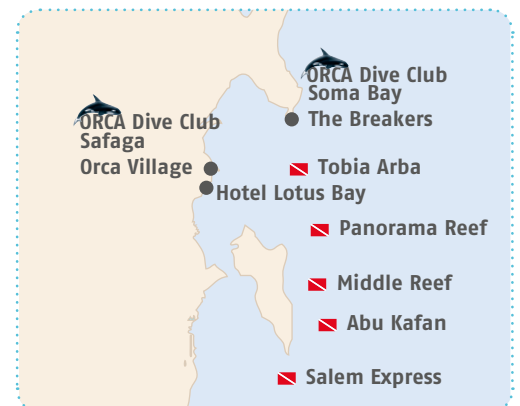 ORCA Dive Club
Soma Bay
The Breakers
ORCA Dive Club
Safaga
Orca Village
Hotel Lotus Bay
Tobia Arba
Panorama Reef
Middle Reef
Abu Kafan
Salem Express